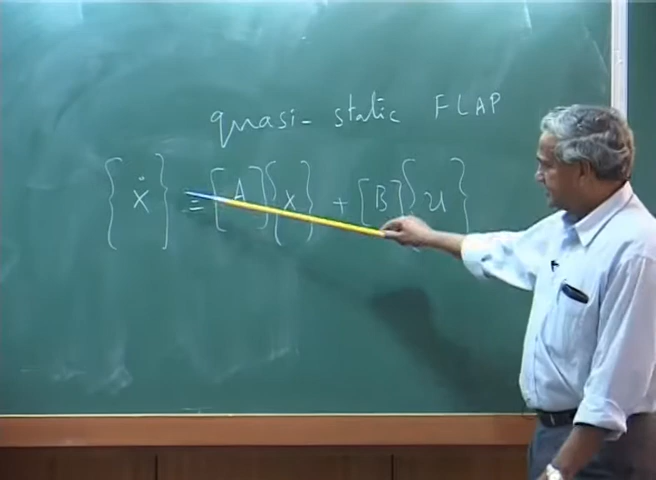 quasi-static FLAP
{ẋ} = [A]{x} + [B]{u}